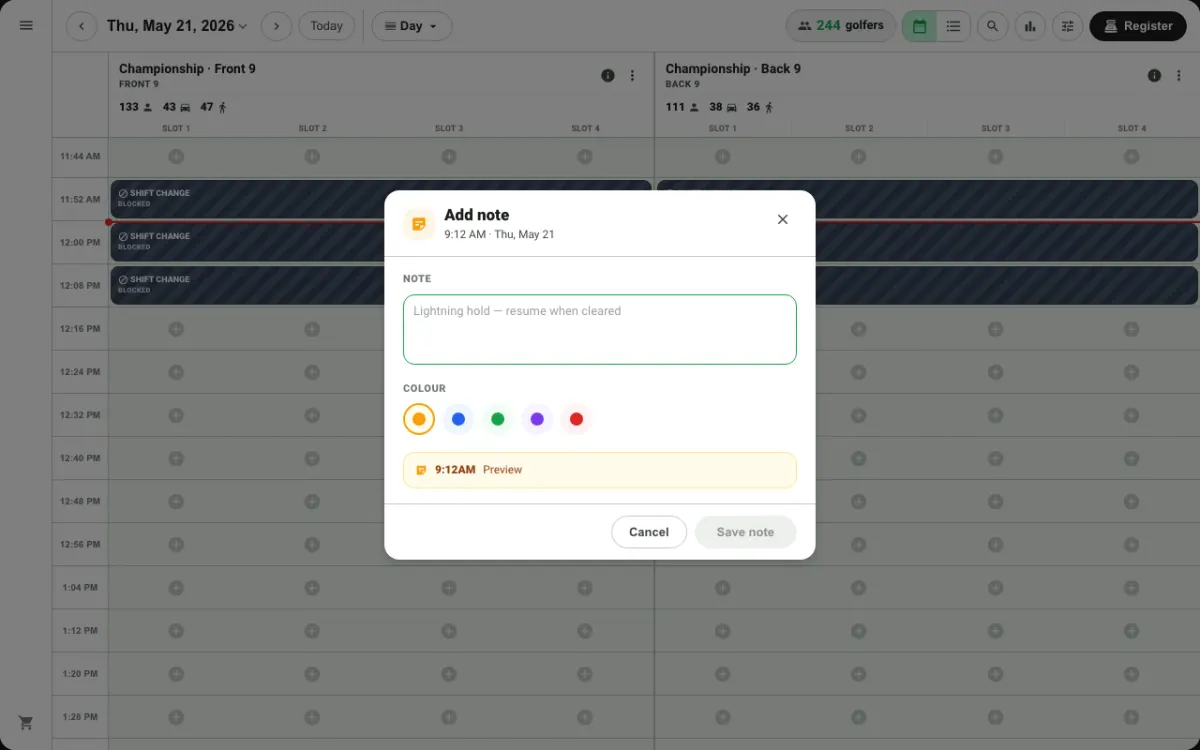 Thu, May 21, 2026
Today
Day
244 golfers
Register
Championship · Front 9
FRONT 9
133 43 47
SLOT 1 SLOT 2 SLOT 3 SLOT 4
Championship · Back 9
BACK 9
111 38 36
SLOT 1 SLOT 2 SLOT 3 SLOT 4
11:44 AM
11:52 AM
SHIFT CHANGE
BLOCKED
12:00 PM
SHIFT CHANGE
BLOCKED
12:08 PM
SHIFT CHANGE
BLOCKED
12:16 PM
12:24 PM
12:32 PM
12:40 PM
12:48 PM
12:56 PM
1:04 PM
1:12 PM
1:20 PM
1:28 PM
Add note
9:12 AM · Thu, May 21
NOTE
Lightning hold — resume when cleared
COLOUR
9:12AM Preview
Cancel
Save note